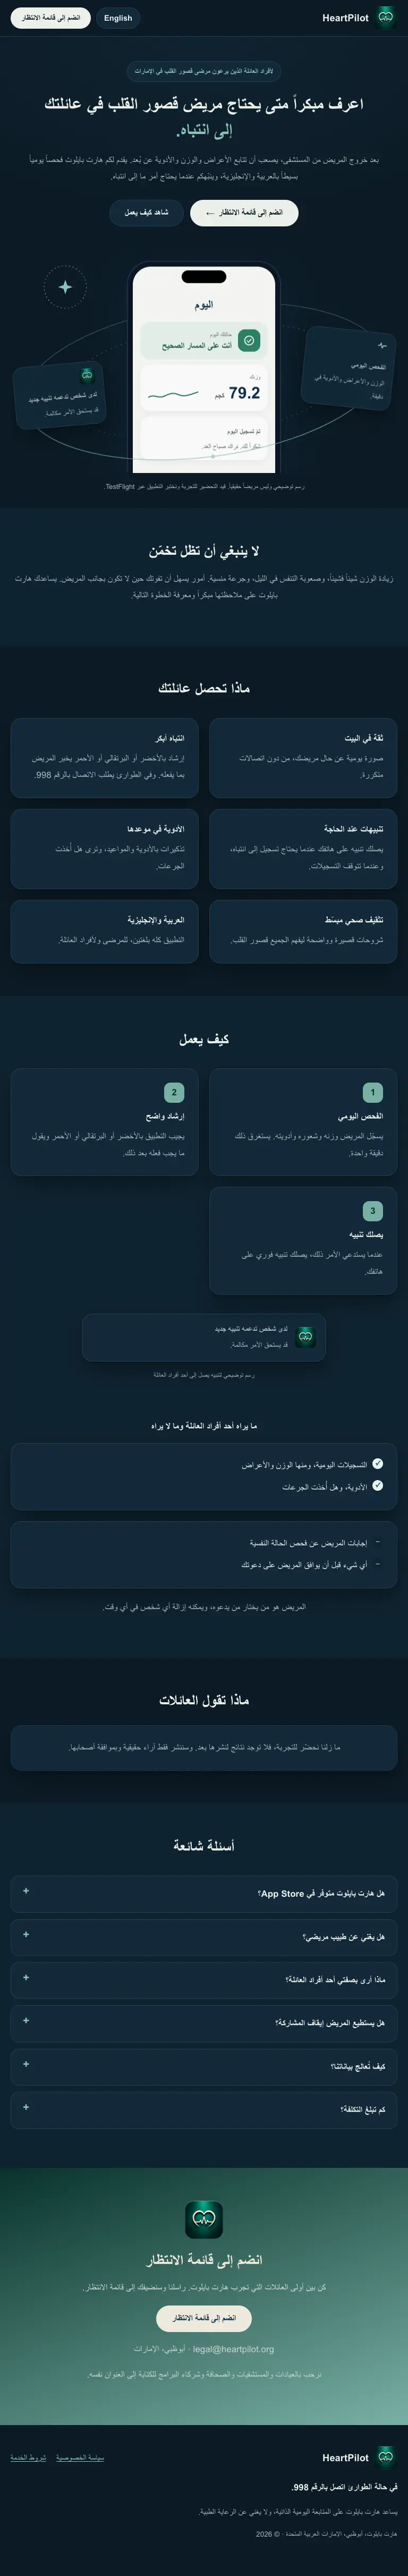 HeartPilot
English
انضم إلى قائمة الانتظار
لأفراد العائلة الذين يرعون مرضى قصور القلب في الإمارات
اعرف مبكراً متى يحتاج مريض قصور القلب في عائلتك
إلى انتباه.
بعد خروج المريض من المستشفى، يصعب أن تتابع الأعراض والوزن والأدوية عن بُعد. يقدم لكم هارت بايلوت فحصاً يومياً
بسيطاً بالعربية والإنجليزية، وينبّهكم عندما يحتاج أمر ما إلى انتباه.
انضم إلى قائمة الانتظار ←
شاهد كيف يعمل
اليوم
حالتك اليوم
أنت على المسار الصحيح
وزنك
79.2 كجم
تم تسجيل اليوم
شكراً لك. نراك صباح الغد.
الفحص اليومي
الوزن والأعراض والأدوية في
دقيقة.
لدى شخص تدعمه تنبيه جديد
قد يستحق الأمر مكالمة.
رسم توضيحي وليس مريضاً حقيقياً. قيد التحضير للتجربة ونختبر التطبيق عبر TestFlight.
لا ينبغي أن تظل تخمّن
زيادة الوزن شيئاً فشيئاً، وصعوبة التنفس في الليل، وجرعة منسية. أمور يسهل أن تفوتك حين لا تكون بجانب المريض. يساعدك هارت
بايلوت على ملاحظتها مبكراً ومعرفة الخطوة التالية.
ماذا تحصل عائلتك
ثقة في البيت
صورة يومية عن حال مريضك، من دون اتصالات
متكررة.
انتباه أبكر
إرشاد بالأخضر أو البرتقالي أو الأحمر يخبر المريض
بما يفعله. وفي الطوارئ يطلب الاتصال بالرقم 998.
تنبيهات عند الحاجة
يصلك تنبيه على هاتفك عندما يحتاج تسجيل إلى انتباه،
وعندما تتوقف التسجيلات.
الأدوية في موعدها
تذكيرات بالأدوية والمواعيد، وترى هل أُخذت
الجرعات.
تثقيف صحي مبسّط
شروحات قصيرة وواضحة ليفهم الجميع قصور القلب.
العربية والإنجليزية
التطبيق كله بلغتين، للمرضى ولأفراد العائلة.
كيف يعمل
1
الفحص اليومي
يسجّل المريض وزنه وشعوره وأدويته. يستغرق ذلك
دقيقة واحدة.
2
إرشاد واضح
يجيب التطبيق بالأخضر أو البرتقالي أو الأحمر ويقول
ما يجب فعله بعد ذلك.
3
يصلك تنبيه
عندما يستدعي الأمر ذلك، يصلك تنبيه فوري على
هاتفك.
لدى شخص تدعمه تنبيه جديد
قد يستحق الأمر مكالمة.
رسم توضيحي لتنبيه يصل إلى أحد أفراد العائلة
ما يراه أحد أفراد العائلة وما لا يراه
التسجيلات اليومية، ومنها الوزن والأعراض
الأدوية، وهل أُخذت الجرعات
– إجابات المريض عن فحص الحالة النفسية
– أي شيء قبل أن يوافق المريض على دعوتك
المريض هو من يختار من يدعوه، ويمكنه إزالة أي شخص في أي وقت.
ماذا تقول العائلات
ما زلنا نحضّر للتجربة، فلا توجد نتائج لنشرها بعد. وسننشر فقط آراء حقيقية وبموافقة أصحابها.
أسئلة شائعة
هل هارت بايلوت متوفر في App Store؟ +
هل يغني عن طبيب مريضي؟ +
ماذا أرى بصفتي أحد أفراد العائلة؟ +
هل يستطيع المريض إيقاف المشاركة؟ +
كيف تُعالج بياناتنا؟ +
كم تبلغ التكلفة؟ +
انضم إلى قائمة الانتظار
كن بين أولى العائلات التي تجرب هارت بايلوت. راسلنا وسنضيفك إلى قائمة الانتظار.
انضم إلى قائمة الانتظار
legal@heartpilot.org · أبوظبي، الإمارات
نرحب بالعيادات والمستشفيات والصحافة وشركاء البرامج للكتابة إلى العنوان نفسه.
HeartPilot
سياسة الخصوصية
شروط الخدمة
في حالة الطوارئ اتصل بالرقم 998.
يساعد هارت بايلوت على المتابعة اليومية الذاتية، ولا يغني عن الرعاية الطبية.
هارت بايلوت، أبوظبي، الإمارات العربية المتحدة · © 2026